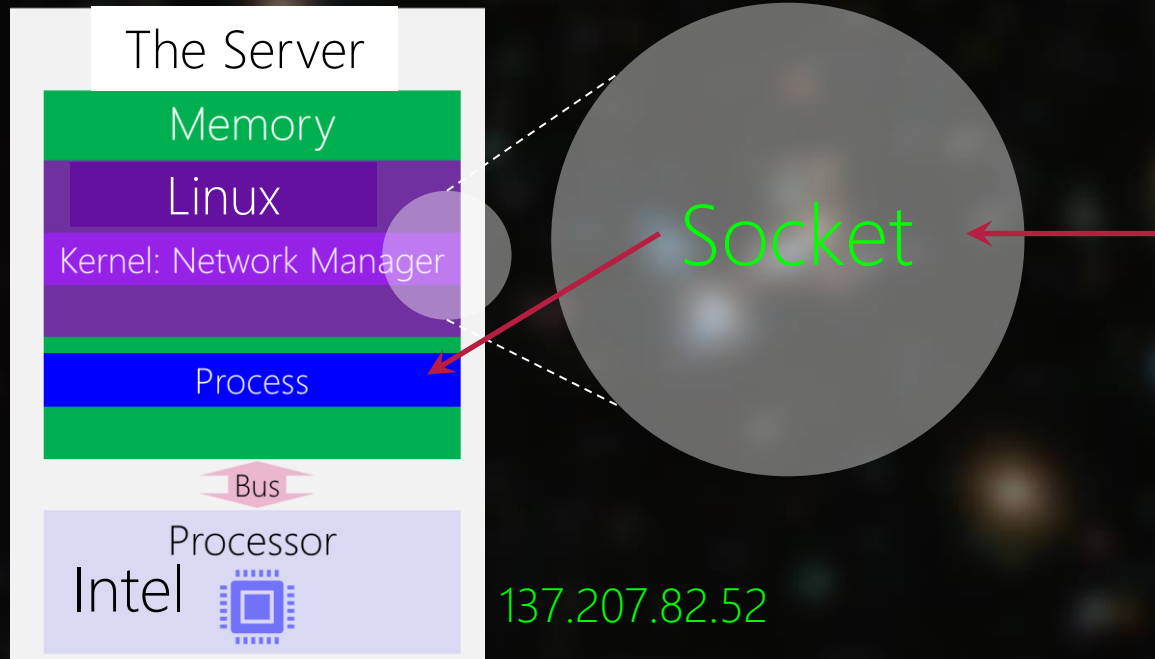 The Server
Memory
Linux
Kernel: Network Manager
Socket
Process
Bus
Processor
Intel
137.207.82.52